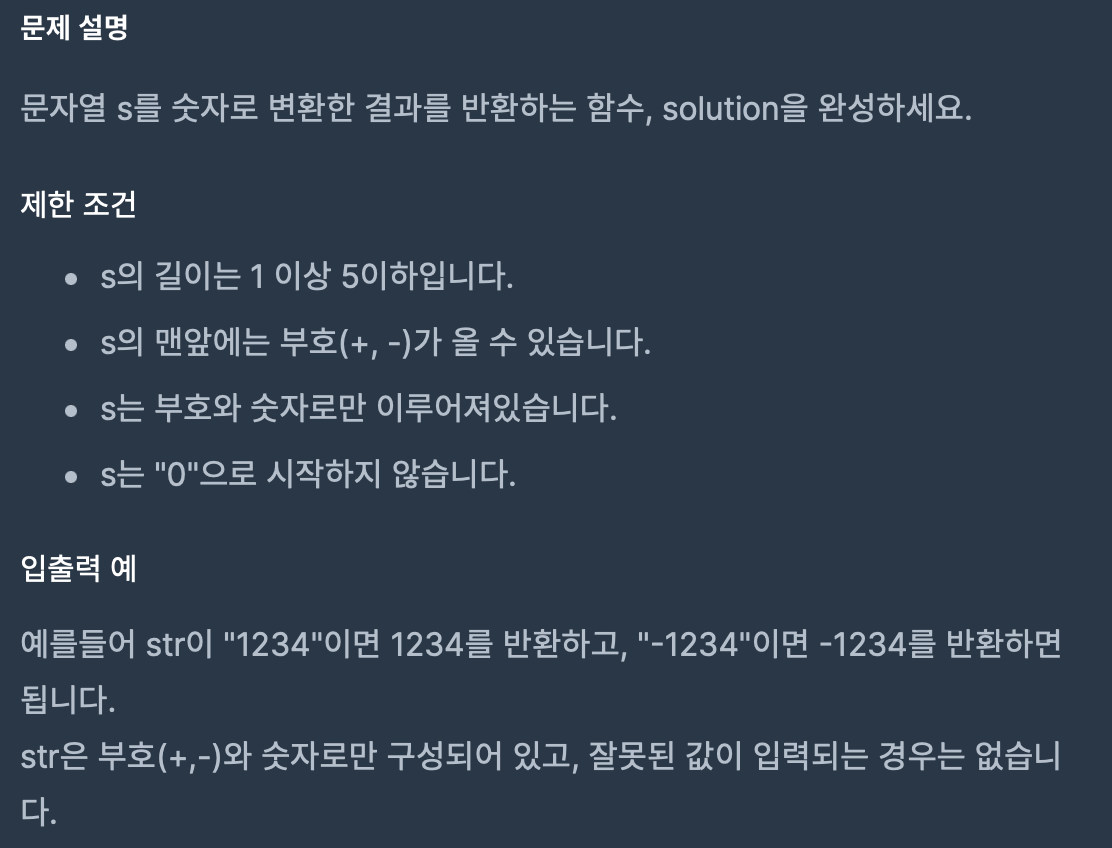 문제 설명
문자열 s를 숫자로 변환한 결과를 반환하는 함수, solution을 완성하세요.
제한 조건
• s의 길이는 1 이상 5이하입니다.
• s의 맨앞에는 부호(+, -)가 올 수 있습니다.
• s는 부호와 숫자로만 이루어져있습니다.
• s는 "0"으로 시작하지 않습니다.
입출력 예
예를들어 str이 "1234"이면 1234를 반환하고, "-1234"이면 -1234를 반환하면
됩니다.
str은 부호(+,-)와 숫자로만 구성되어 있고, 잘못된 값이 입력되는 경우는 없습니
다.